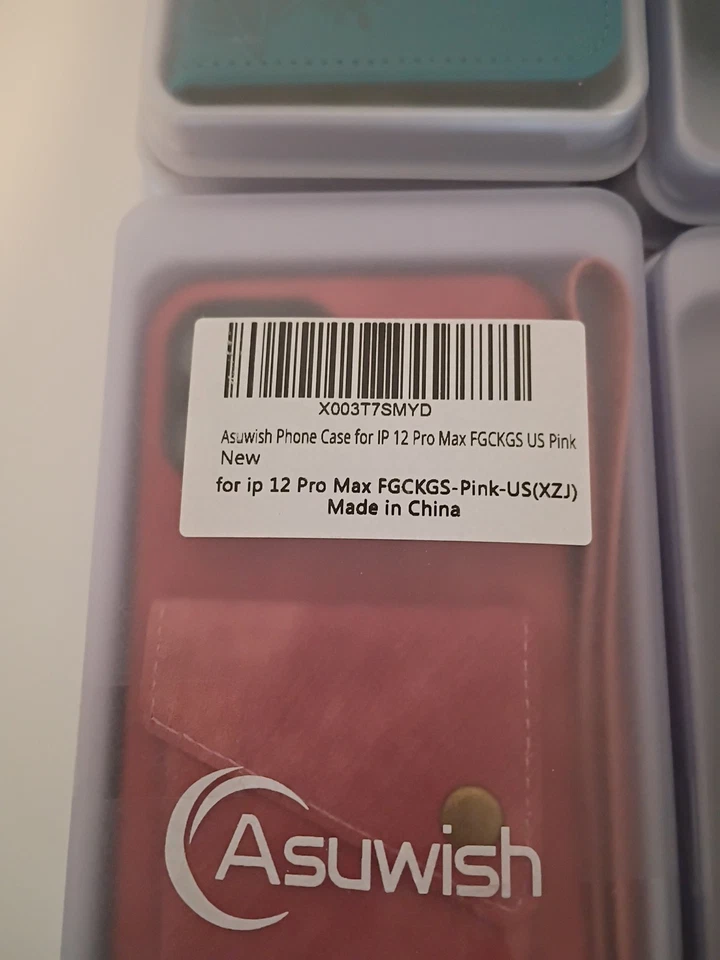 X003T7SMYD
Asuwish Phone Case for IP 12 Pro Max FGCKGS US Pink
New
for ip 12 Pro Max FGCKGS-Pink-US(XZJ)
Made in China
Asuwish